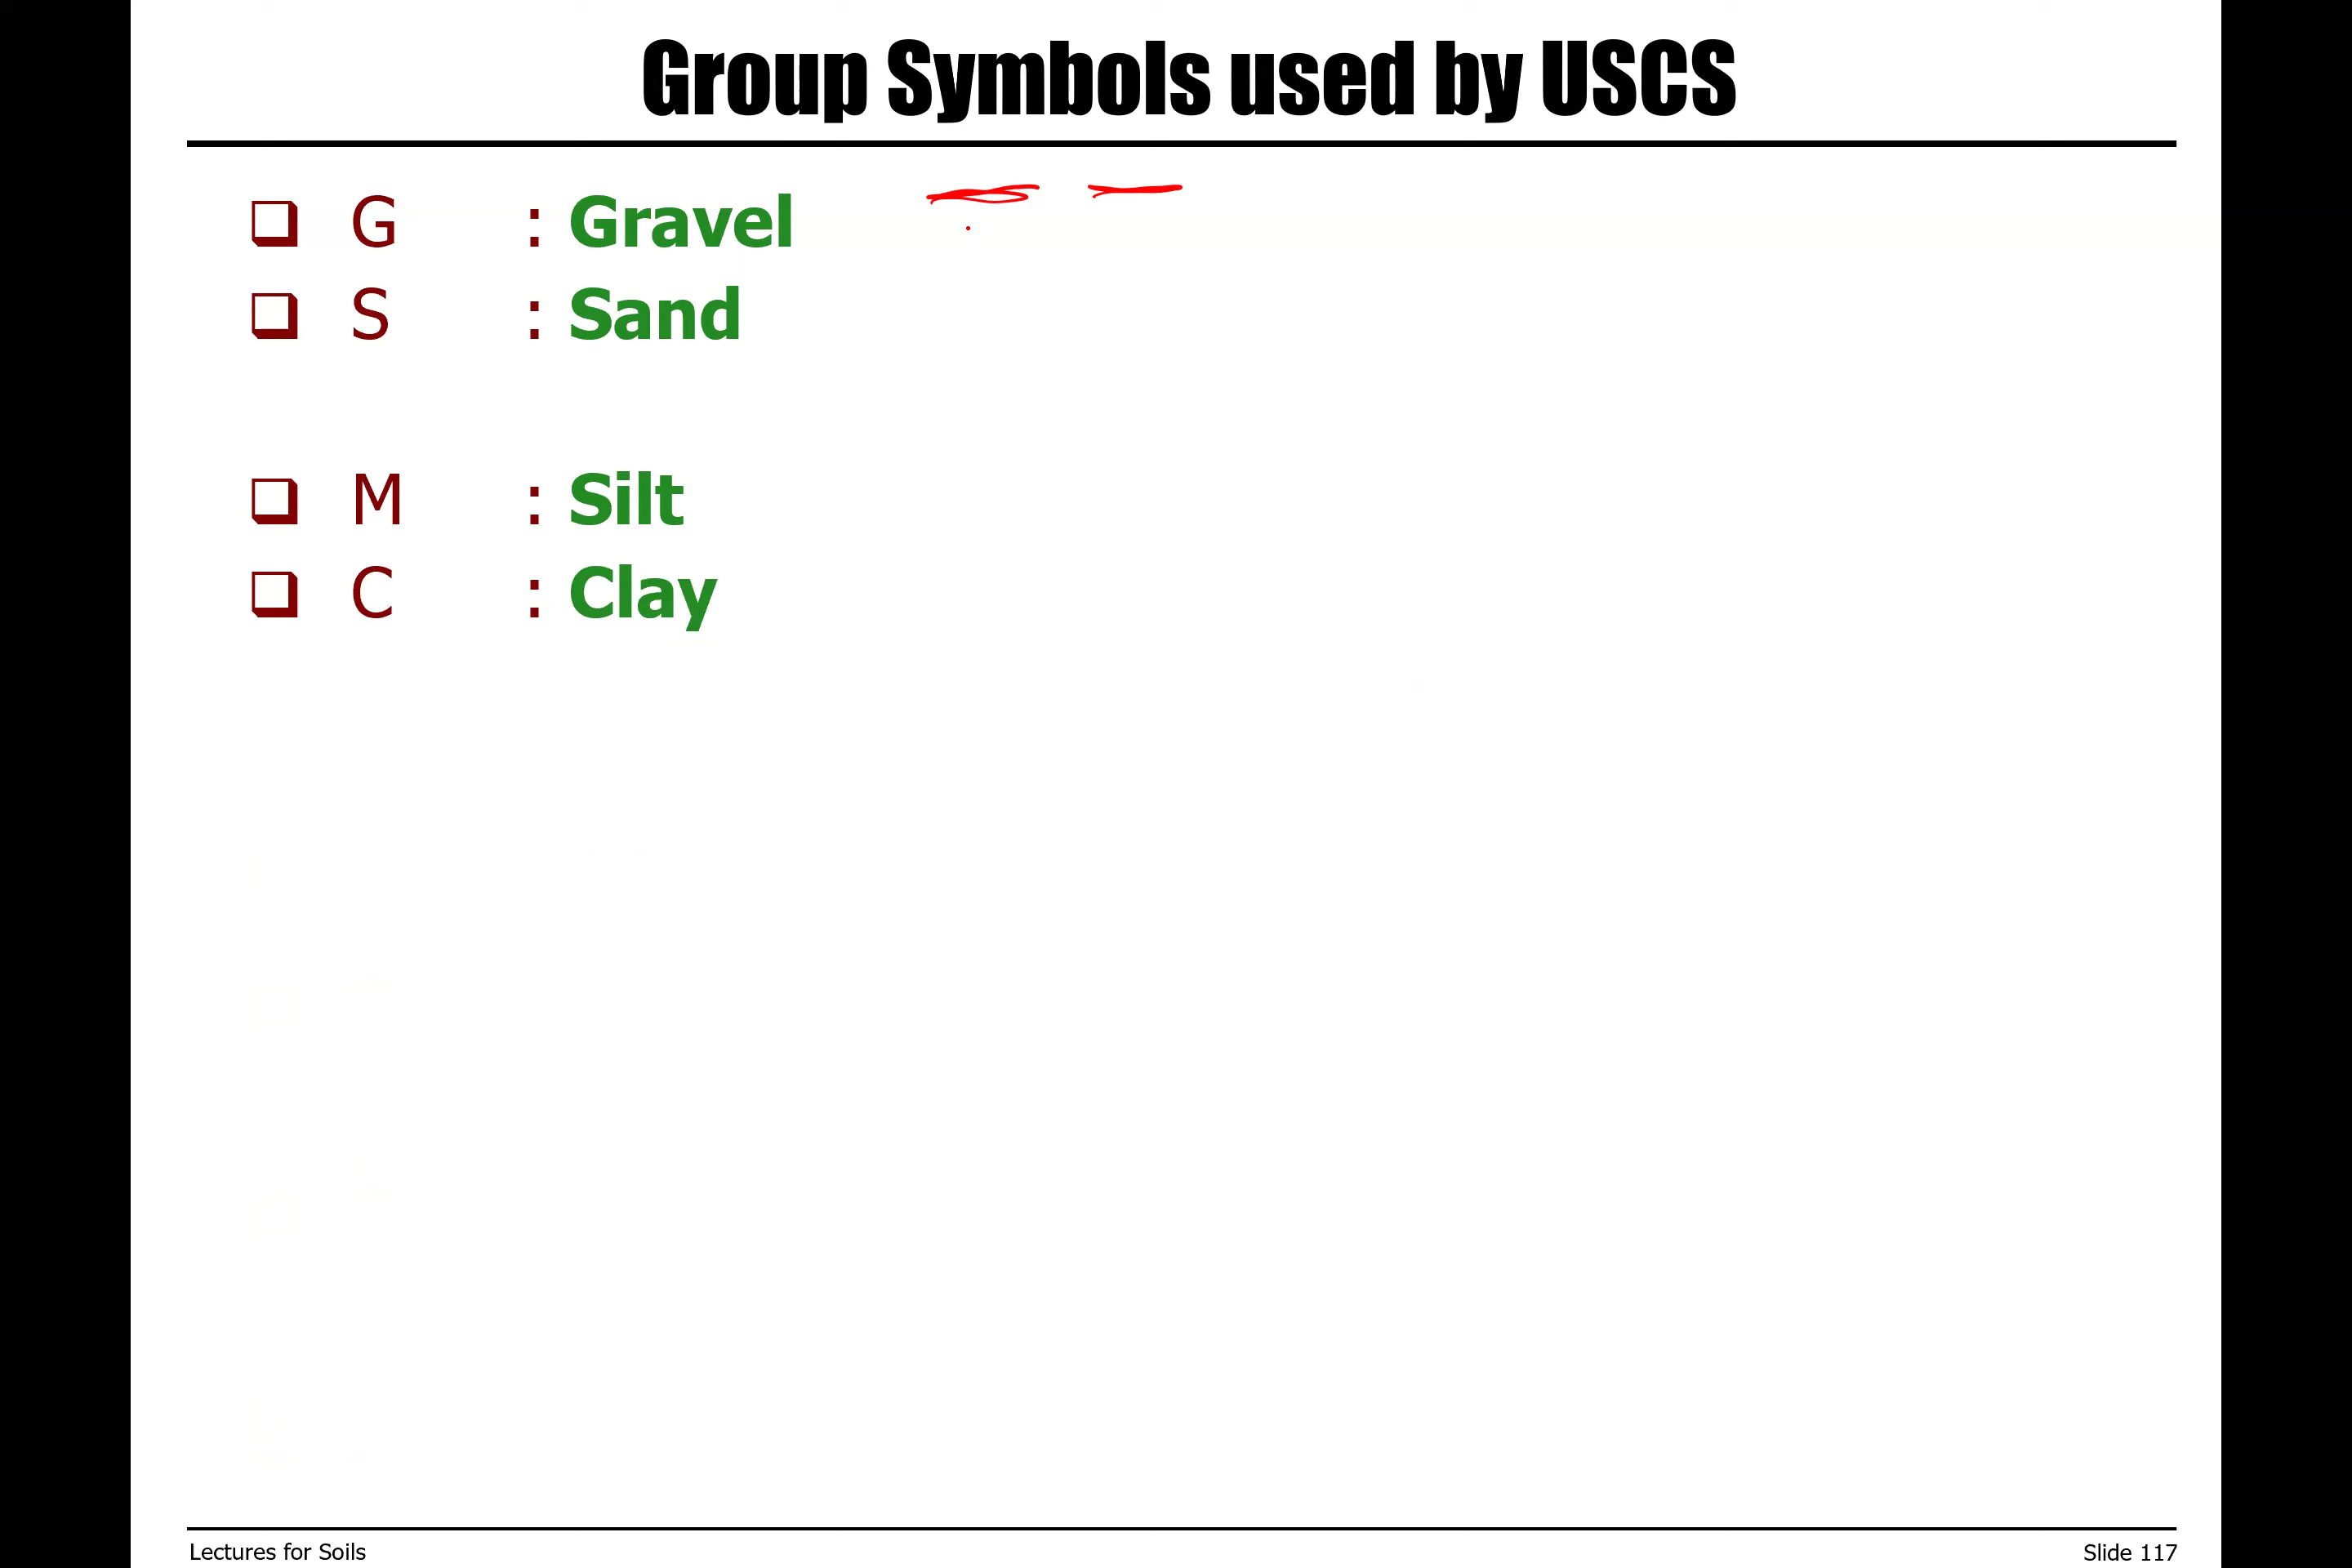 Group Symbols used by USCS
❑ G : Gravel
❑ S : Sand
❑ M : Silt
❑ C : Clay
Lectures for Soils
Slide 117